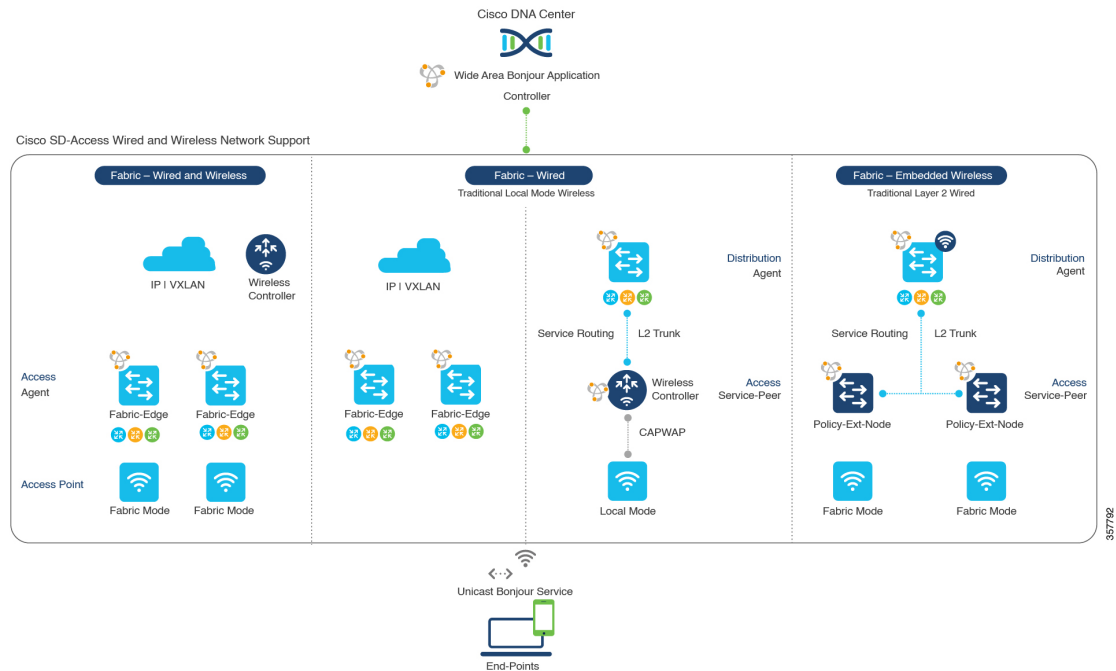 Cisco DNA Center
Wide Area Bonjour Application
Controller
Cisco SD-Access Wired and Wireless Network Support
Fabric – Wired and Wireless
Fabric – Wired
Traditional Local Mode Wireless
Fabric – Embedded Wireless
Traditional Layer 2 Wired
IP | VXLAN
Wireless
Controller
IP | VXLAN
Distribution
Agent
Distribution
Agent
Service Routing
L2 Trunk
Service Routing
L2 Trunk
Access
Agent
Fabric-Edge
Fabric-Edge
Fabric-Edge
Fabric-Edge
Wireless
Controller
Access
Service-Peer
Policy-Ext-Node
Policy-Ext-Node
Access
Service-Peer
CAPWAP
Access Point
Fabric Mode
Fabric Mode
Local Mode
Fabric Mode
Fabric Mode
357792
Unicast Bonjour Service
End-Points